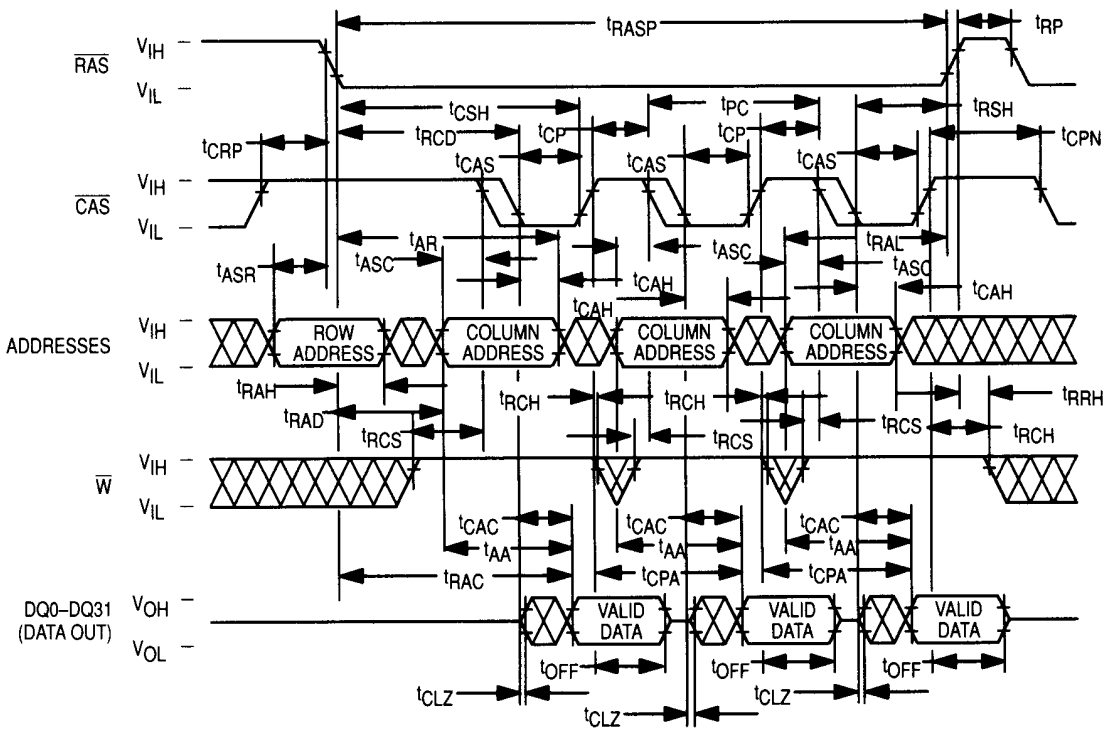 tRASP
tRP
RAS
VIH
VIL
tCSH
tPC
tRSH
tRCD
tCP
tCP
tCPN
tCRP
tCAS
tCAS
tCAS
CAS
VIH
VIL
tAR
tRAL
tASR
tASC
tASC
tASC
tCAH
tCAH
tCAH
ADDRESSES
VIH
VIL
ROW ADDRESS
COLUMN ADDRESS
COLUMN ADDRESS
COLUMN ADDRESS
tRAH
tRCH
tRCH
tRRH
tRAD
tRCS
tRCS
tRCS
tRCH
W
VIH
VIL
tCAC
tCAC
tCAC
tAA
tAA
tAA
tRAC
tCPA
tCPA
DQ0–DQ31
(DATA OUT)
VOH
VOL
VALID DATA
VALID DATA
VALID DATA
tOFF
tOFF
tOFF
tCLZ
tCLZ
tCLZ